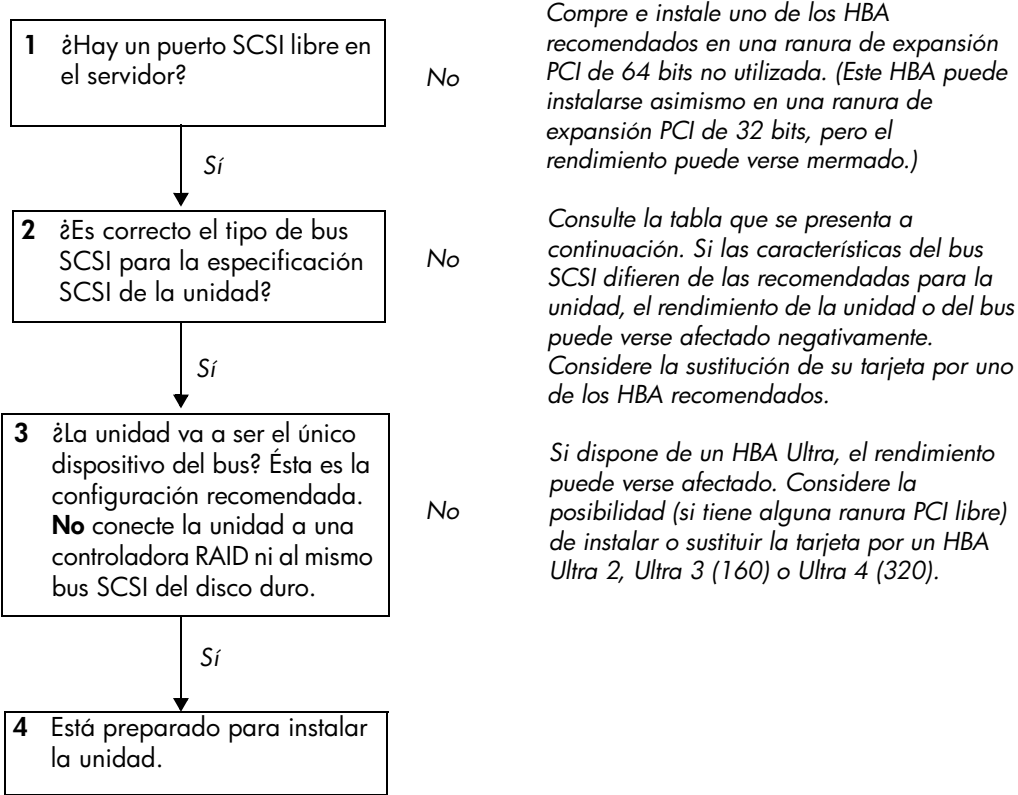 1 ¿Hay un puerto SCSI libre en
el servidor?
No
Compre e instale uno de los HBA
recomendados en una ranura de expansión
PCI de 64 bits no utilizada. (Este HBA puede
instalarse asimismo en una ranura de
expansión PCI de 32 bits, pero el
rendimiento puede verse mermado.)
Sí
2 ¿Es correcto el tipo de bus
SCSI para la especificación
SCSI de la unidad?
No
Consulte la tabla que se presenta a
continuación. Si las características del bus
SCSI difieren de las recomendadas para la
unidad, el rendimiento de la unidad o del bus
puede verse afectado negativamente.
Considere la sustitución de su tarjeta por uno
de los HBA recomendados.
Sí
3 ¿La unidad va a ser el único
dispositivo del bus? Ésta es la
configuración recomendada.
No conecte la unidad a una
controladora RAID ni al mismo
bus SCSI del disco duro.
No
Si dispone de un HBA Ultra, el rendimiento
puede verse afectado. Considere la
posibilidad (si tiene alguna ranura PCI libre)
de instalar o sustituir la tarjeta por un HBA
Ultra 2, Ultra 3 (160) o Ultra 4 (320).
Sí
4 Está preparado para instalar
la unidad.